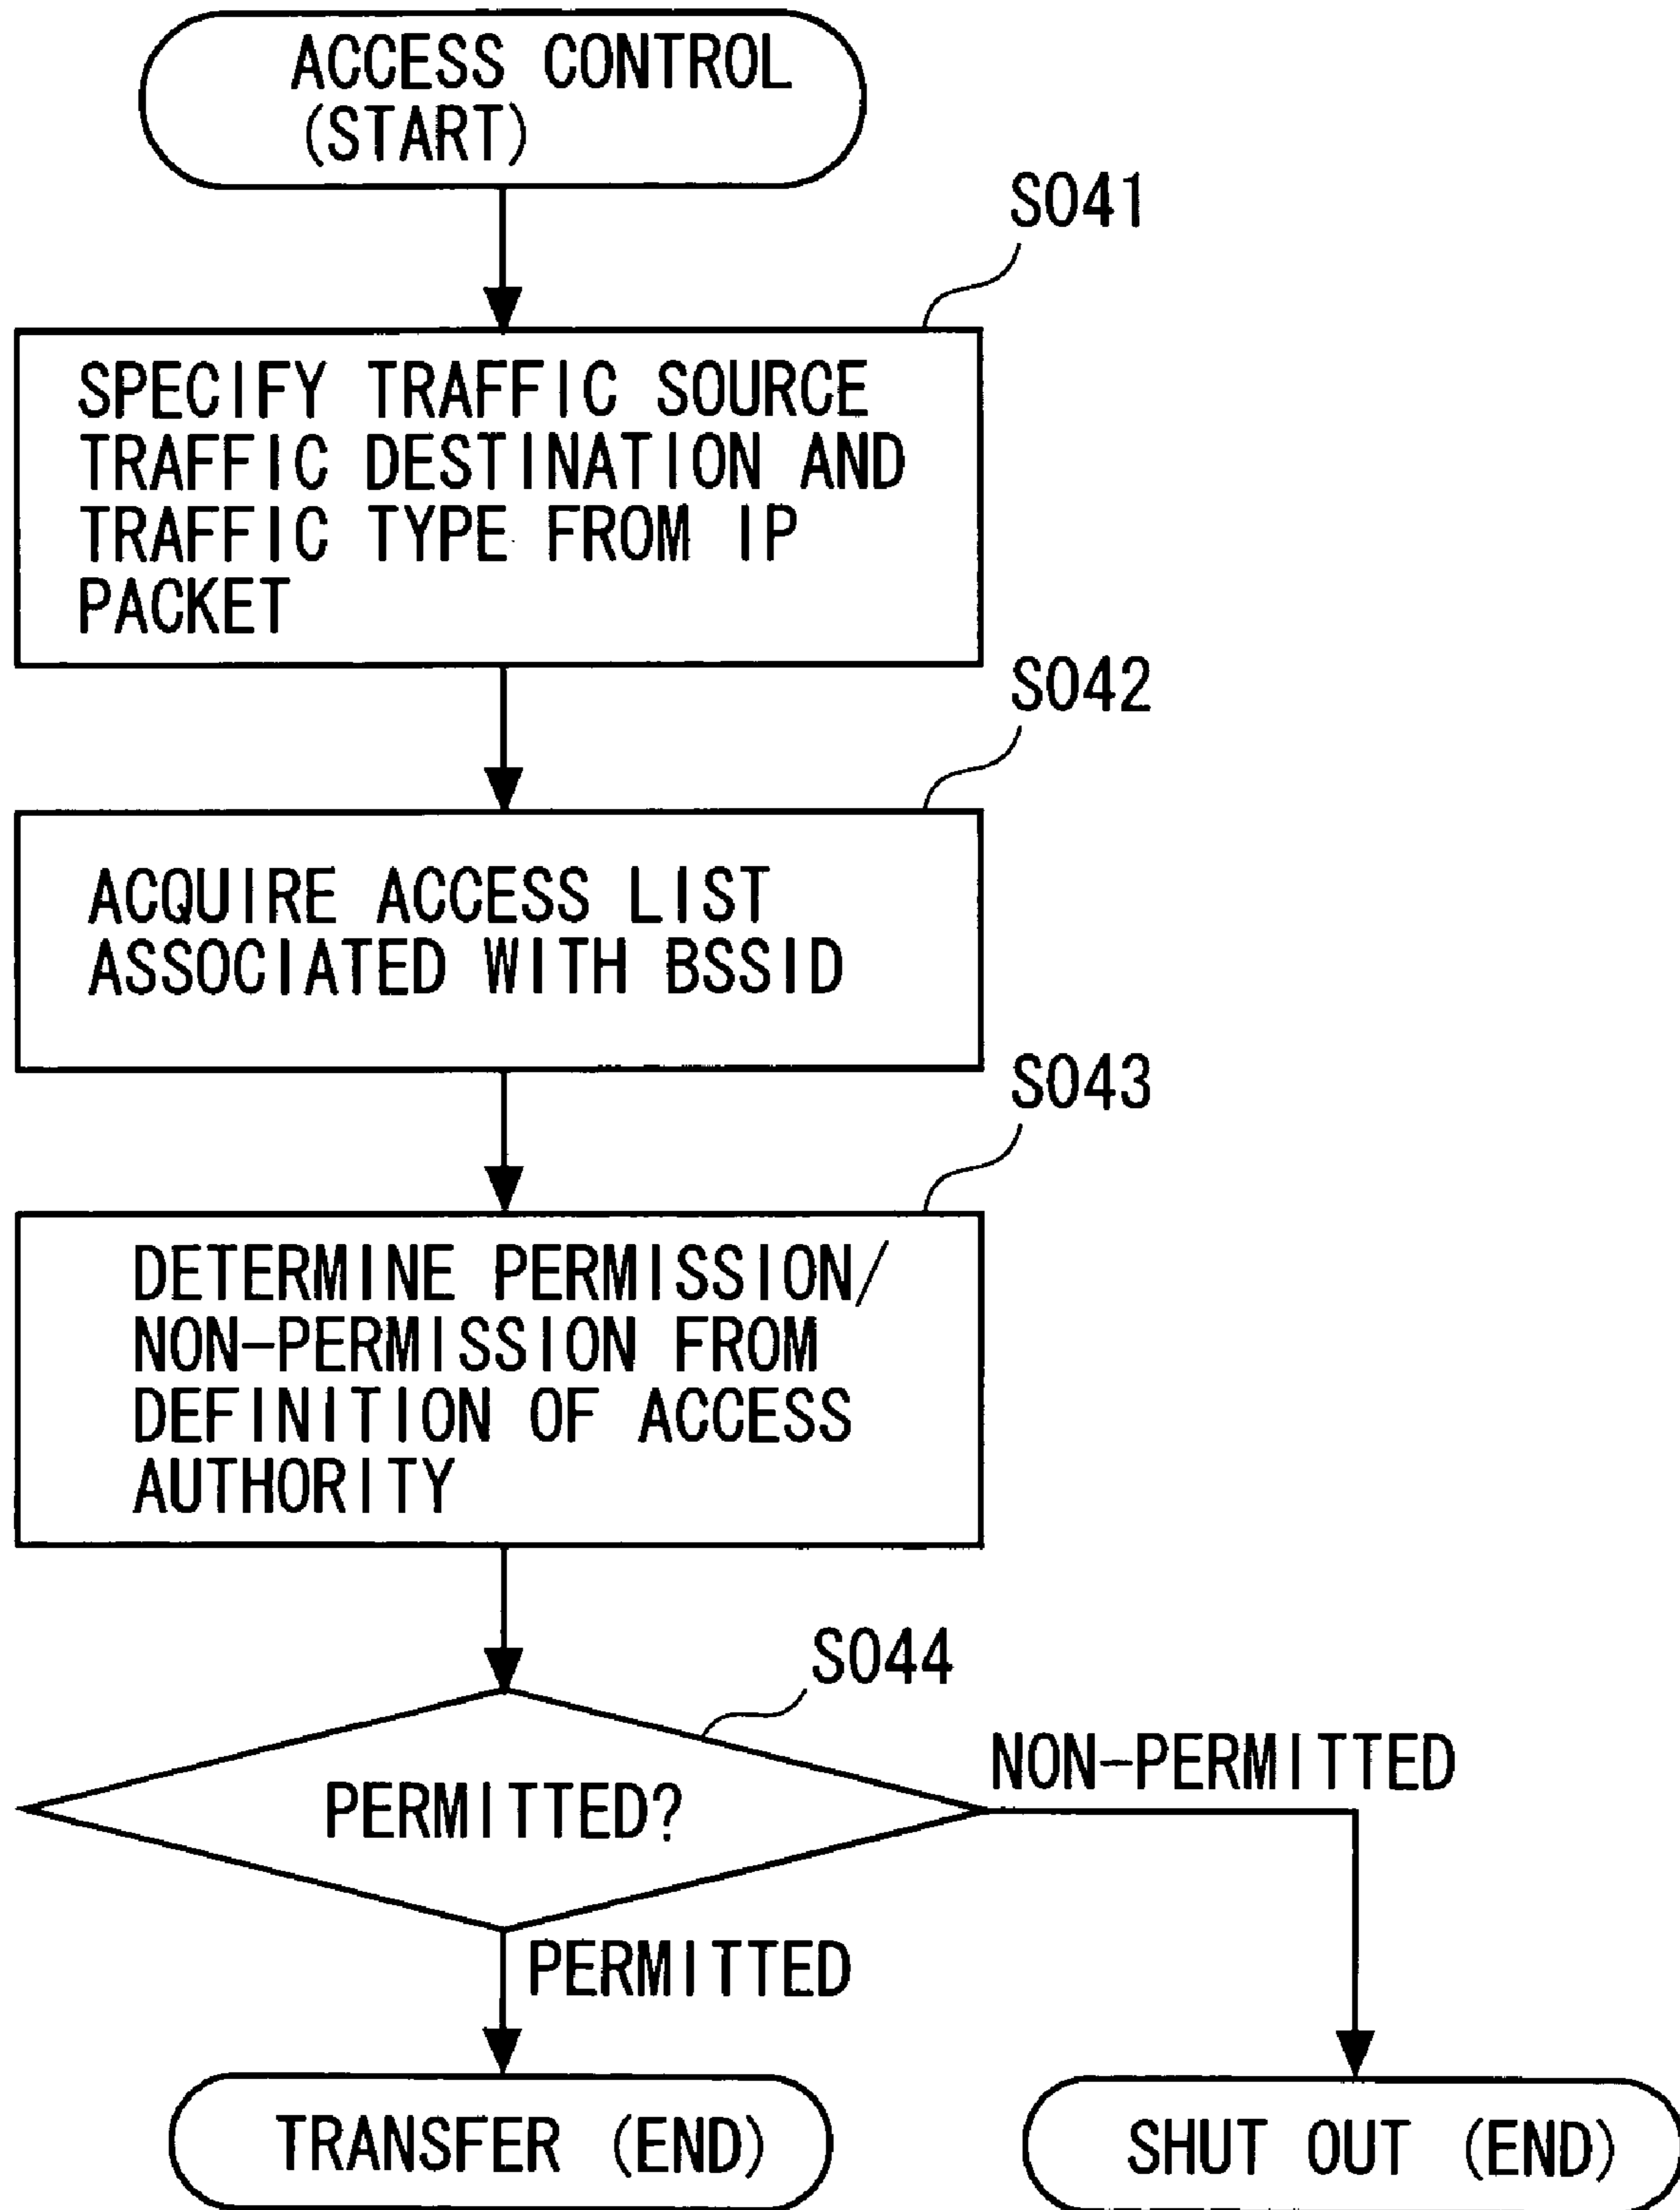 ACCESS CONTROL
(START)
S041
SPECIFY TRAFFIC SOURCE
TRAFFIC DESTINATION AND
TRAFFIC TYPE FROM IP
PACKET
S042
ACQUIRE ACCESS LIST
ASSOCIATED WITH BSSID
S043
DETERMINE PERMISSION/
NON-PERMISSION FROM
DEFINITION OF ACCESS
AUTHORITY
S044
PERMITTED?
NON-PERMITTED
PERMITTED
TRANSFER (END)
SHUT OUT (END)